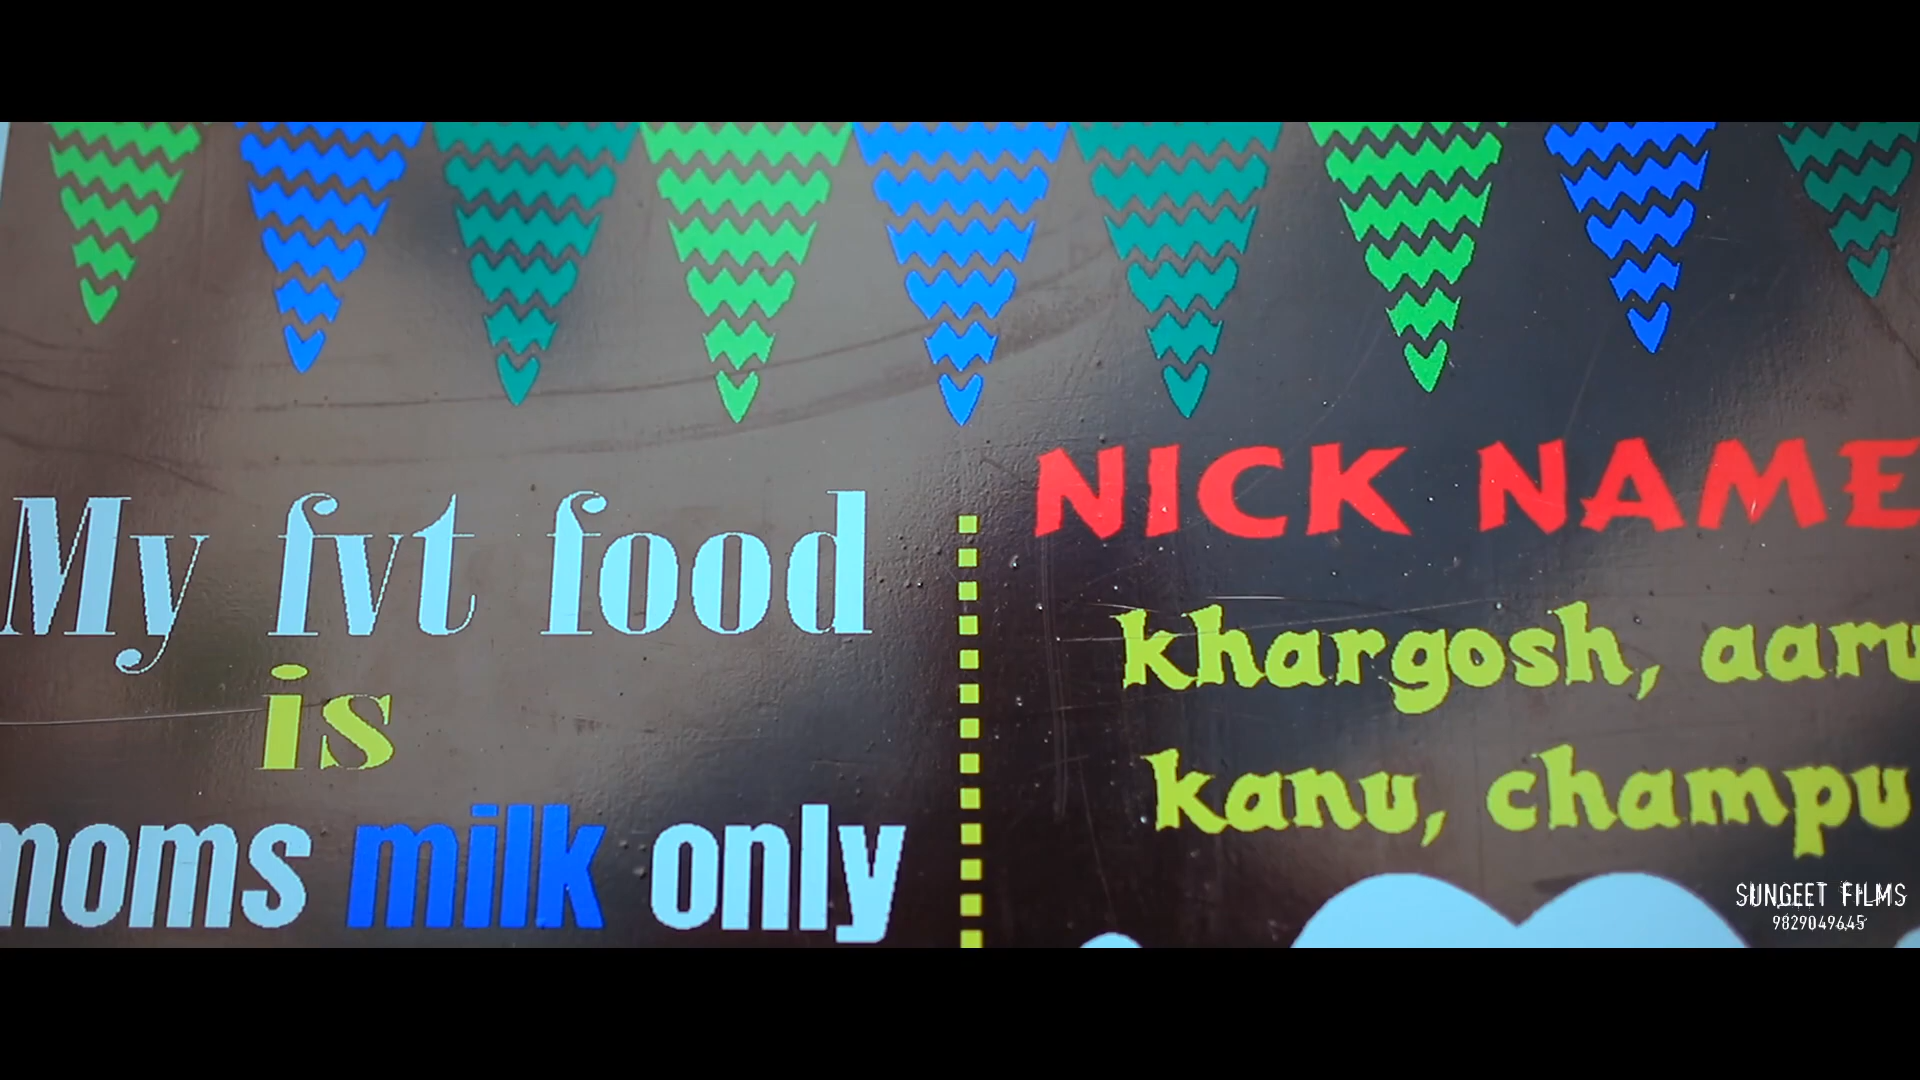 My fvt food
is
moms milk only
NICK NAME
khargosh, aaru
kanu, champu
SUNGEET FILMS
9829049645